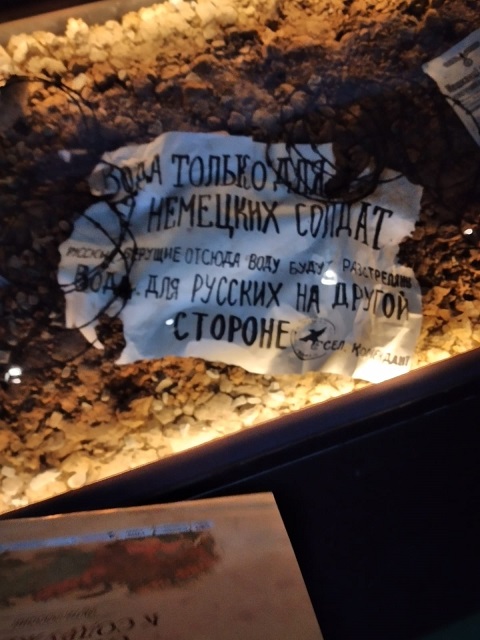 ВОДА ТОЛЬКО ДЛЯ
НЕМЕЦКИХ СОЛДАТ
РУССКИЕ БЕРУЩИЕ ОТСЮДА ВОДУ БУДУТ РАССТРЕЛЯНЫ
ВОДА ДЛЯ РУССКИХ НА ДРУГОЙ
СТОРОНЕ
СЕЛ. КОМЕНДАНТ